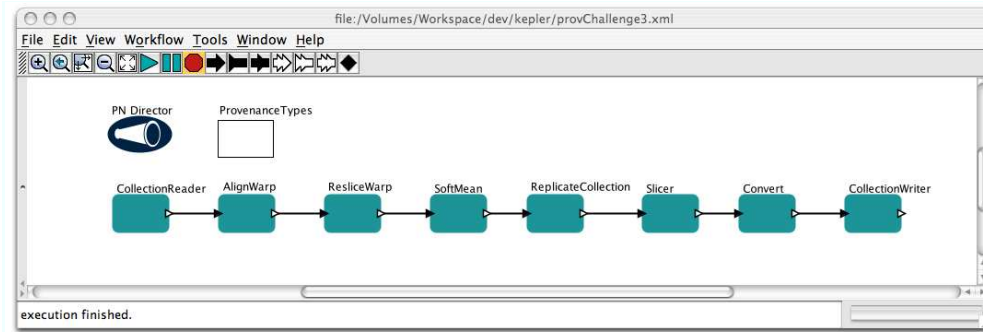 file:/Volumes/Workspace/dev/kepler/provChallenge3.xml
File Edit View Workflow Tools Window Help
PN Director ProvenanceTypes
CollectionReader AlignWarp ResliceWarp SoftMean ReplicateCollection Slicer Convert CollectionWriter
execution finished.